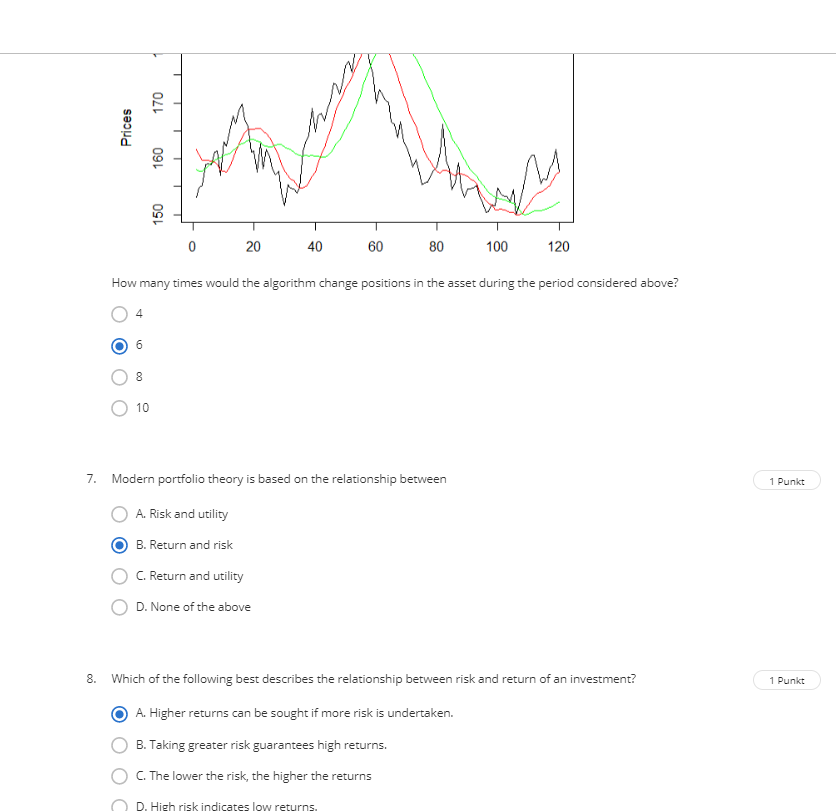 Prices
170
160
150
0 20 40 60 80 100 120
How many times would the algorithm change positions in the asset during the period considered above?
4
6
8
10
7. Modern portfolio theory is based on the relationship between
1 Punkt
A. Risk and utility
B. Return and risk
C. Return and utility
D. None of the above
8. Which of the following best describes the relationship between risk and return of an investment?
1 Punkt
A. Higher returns can be sought if more risk is undertaken.
B. Taking greater risk guarantees high returns.
C. The lower the risk, the higher the returns
D. High risk indicates low returns.